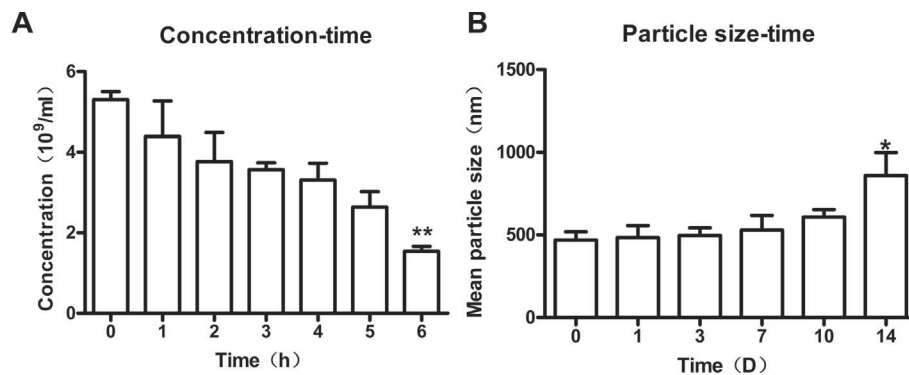 A
Concentration-time
Concentration（10⁹/ml）
6
4
2
0
**
0 1 2 3 4 5 6
Time（h）
B
Particle size-time
Mean particle size（nm）
1500
1000
500
0
*
0 1 3 7 10 14
Time（D）